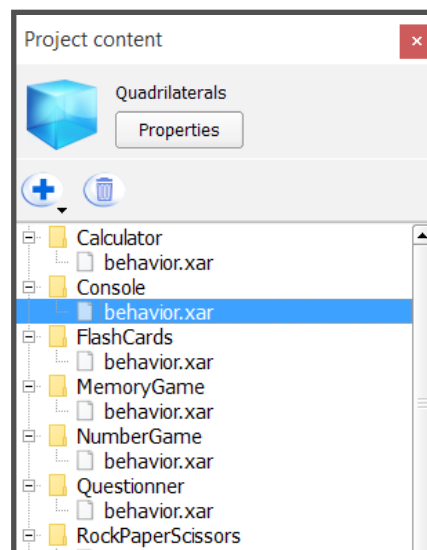 Project content
Quadrilaterals
Properties
Calculator
behavior.xar
Console
behavior.xar
FlashCards
behavior.xar
MemoryGame
behavior.xar
NumberGame
behavior.xar
Questionner
behavior.xar
RockPaperScissors